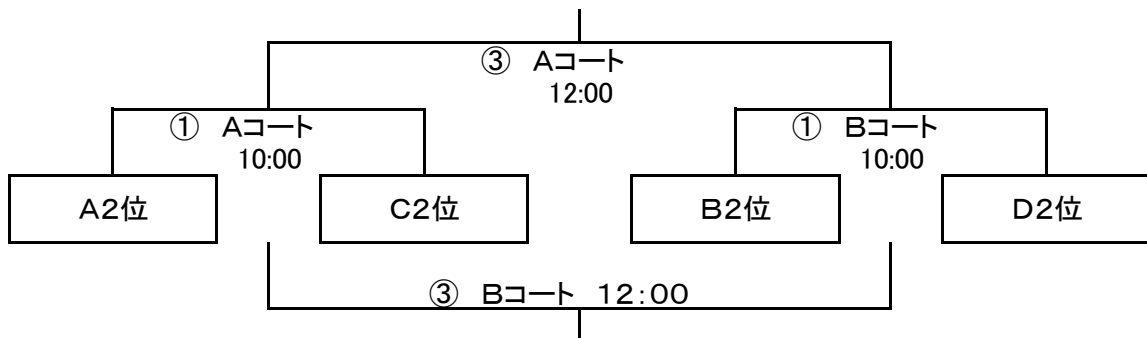 ③ Aコート
12:00
① Aコート
10:00
① Bコート
10:00
A2位
C2位
B2位
D2位
③ Bコート 12:00